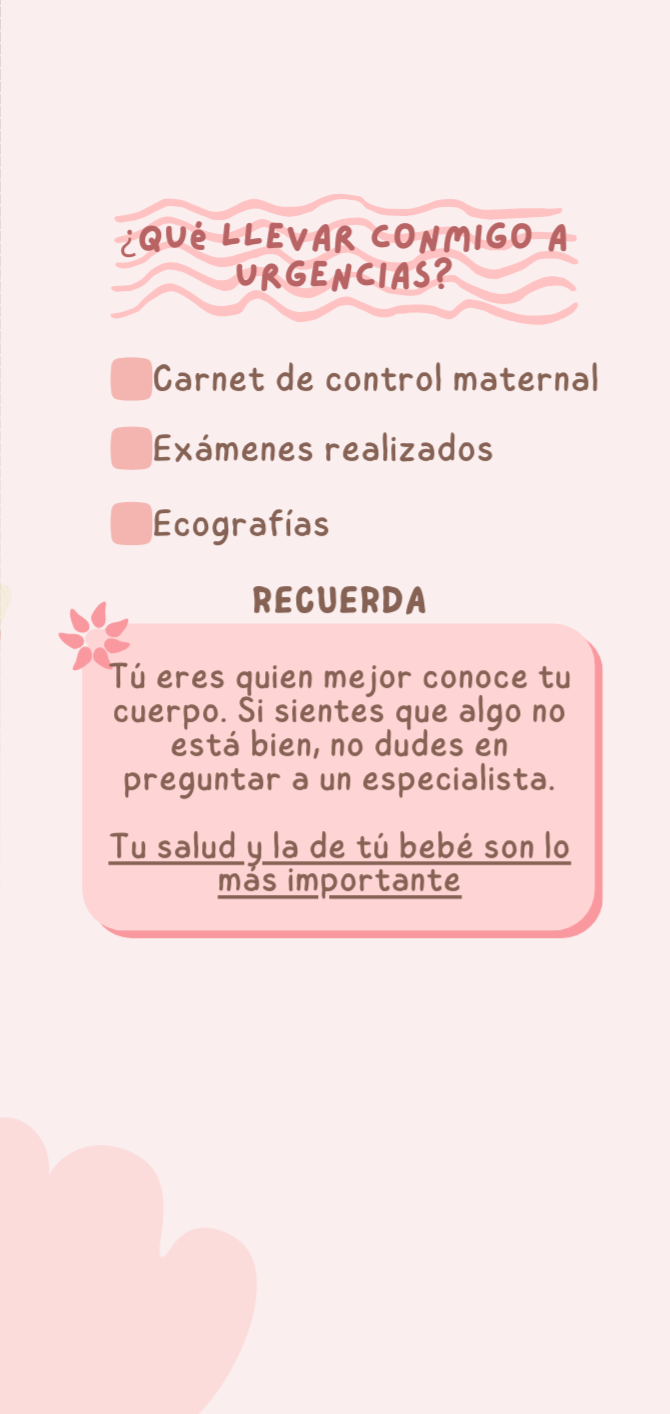 ¿QUÉ LLEVAR CONMIGO A
URGENCIAS?
Carnet de control maternal
Exámenes realizados
Ecografías
RECUERDA
Tú eres quien mejor conoce tu
cuerpo. Si sientes que algo no
está bien, no dudes en
preguntar a un especialista.
Tu salud y la de tú bebé son lo
más importante